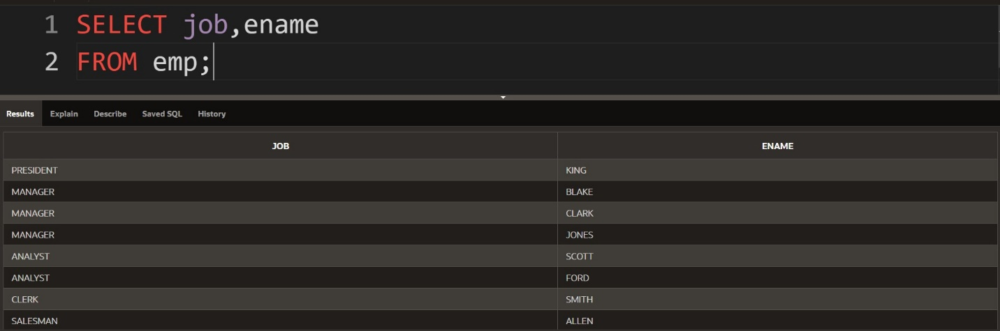 1 SELECT job,ename
2 FROM emp;
Results Explain Describe Saved SQL History
JOB ENAME
PRESIDENT KING
MANAGER BLAKE
MANAGER CLARK
MANAGER JONES
ANALYST SCOTT
ANALYST FORD
CLERK SMITH
SALESMAN ALLEN